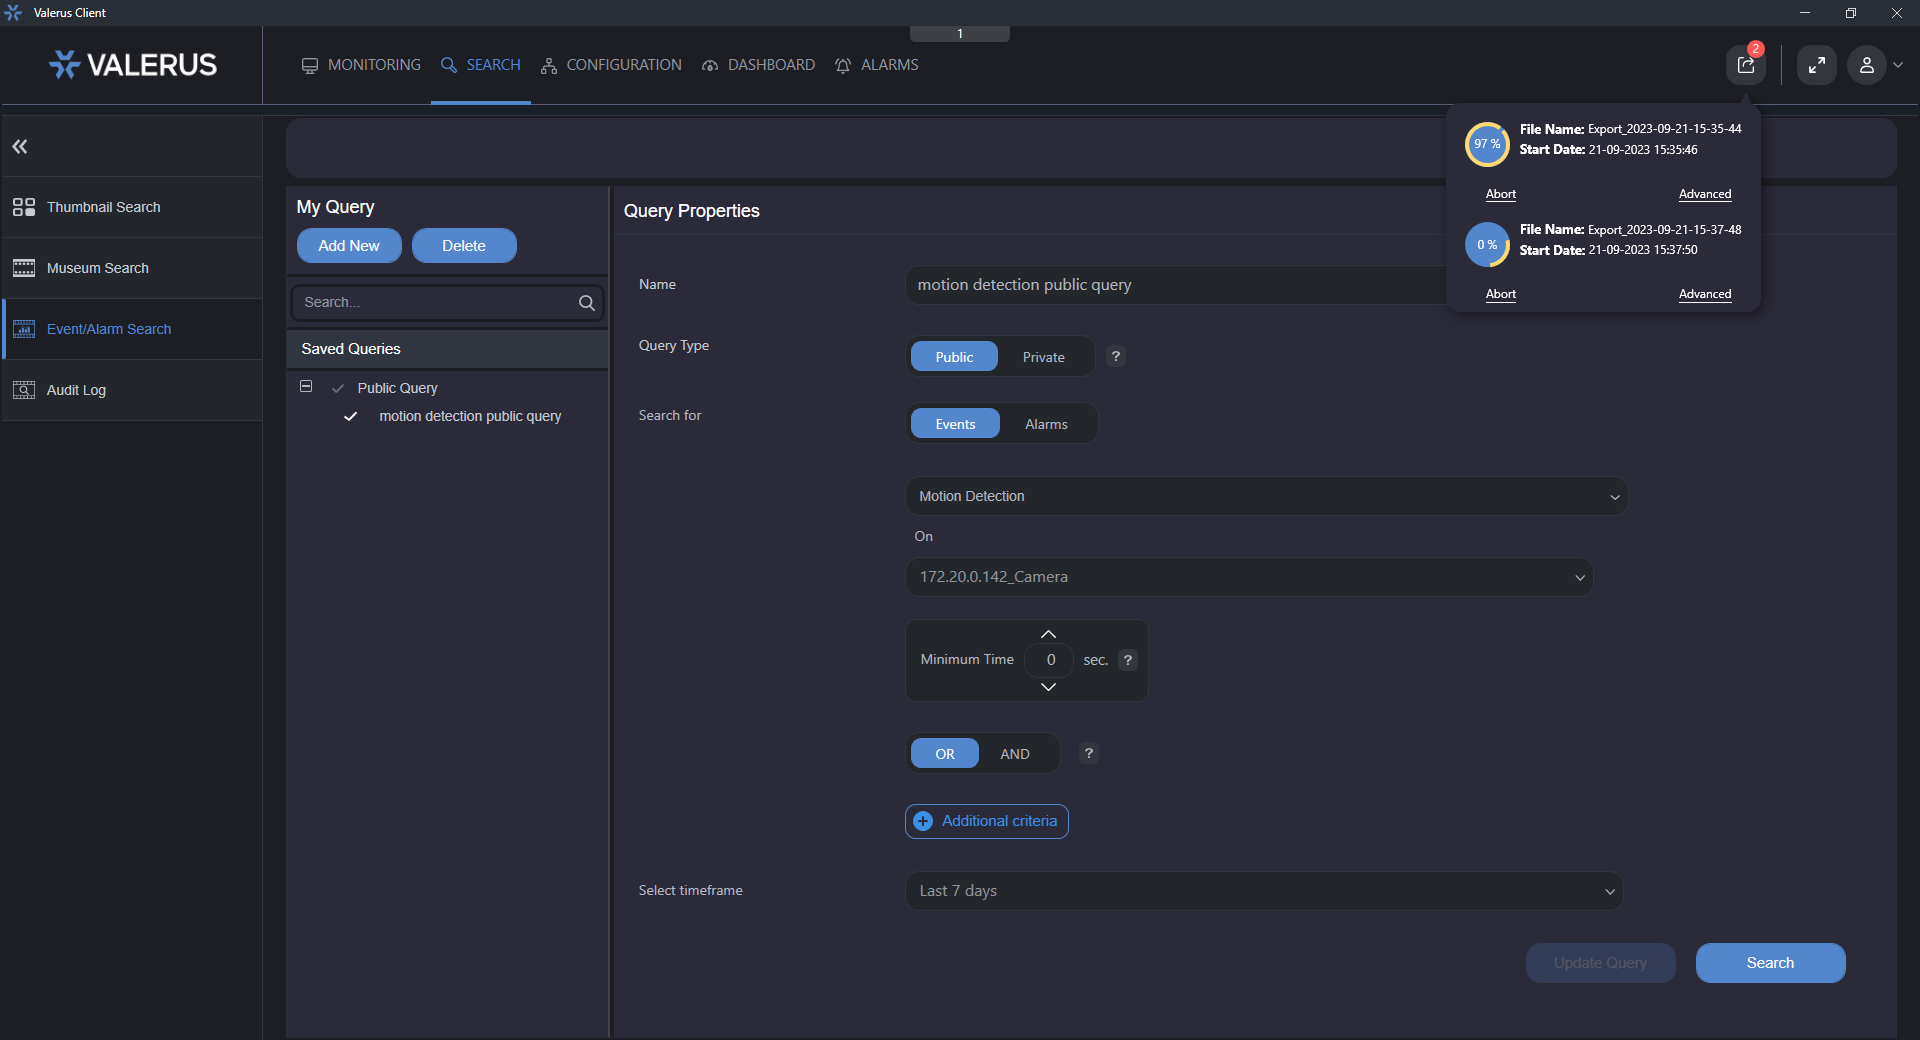 Valerus Client
1
VALERUS
MONITORING
SEARCH
CONFIGURATION
DASHBOARD
ALARMS
2
97 %
File Name: Export_2023-09-21-15-35-44
Start Date: 21-09-2023 15:35:46
Abort
Advanced
0 %
File Name: Export_2023-09-21-15-37-48
Start Date: 21-09-2023 15:37:50
Abort
Advanced
Thumbnail Search
Museum Search
Event/Alarm Search
Audit Log
My Query
Add New
Delete
Search...
Saved Queries
Public Query
motion detection public query
Query Properties
Name
motion detection public query
Query Type
Public
Private
?
Search for
Events
Alarms
Motion Detection
On
172.20.0.142_Camera
Minimum Time
0
sec.
?
OR
AND
?
Additional criteria
Select timeframe
Last 7 days
Update Query
Search